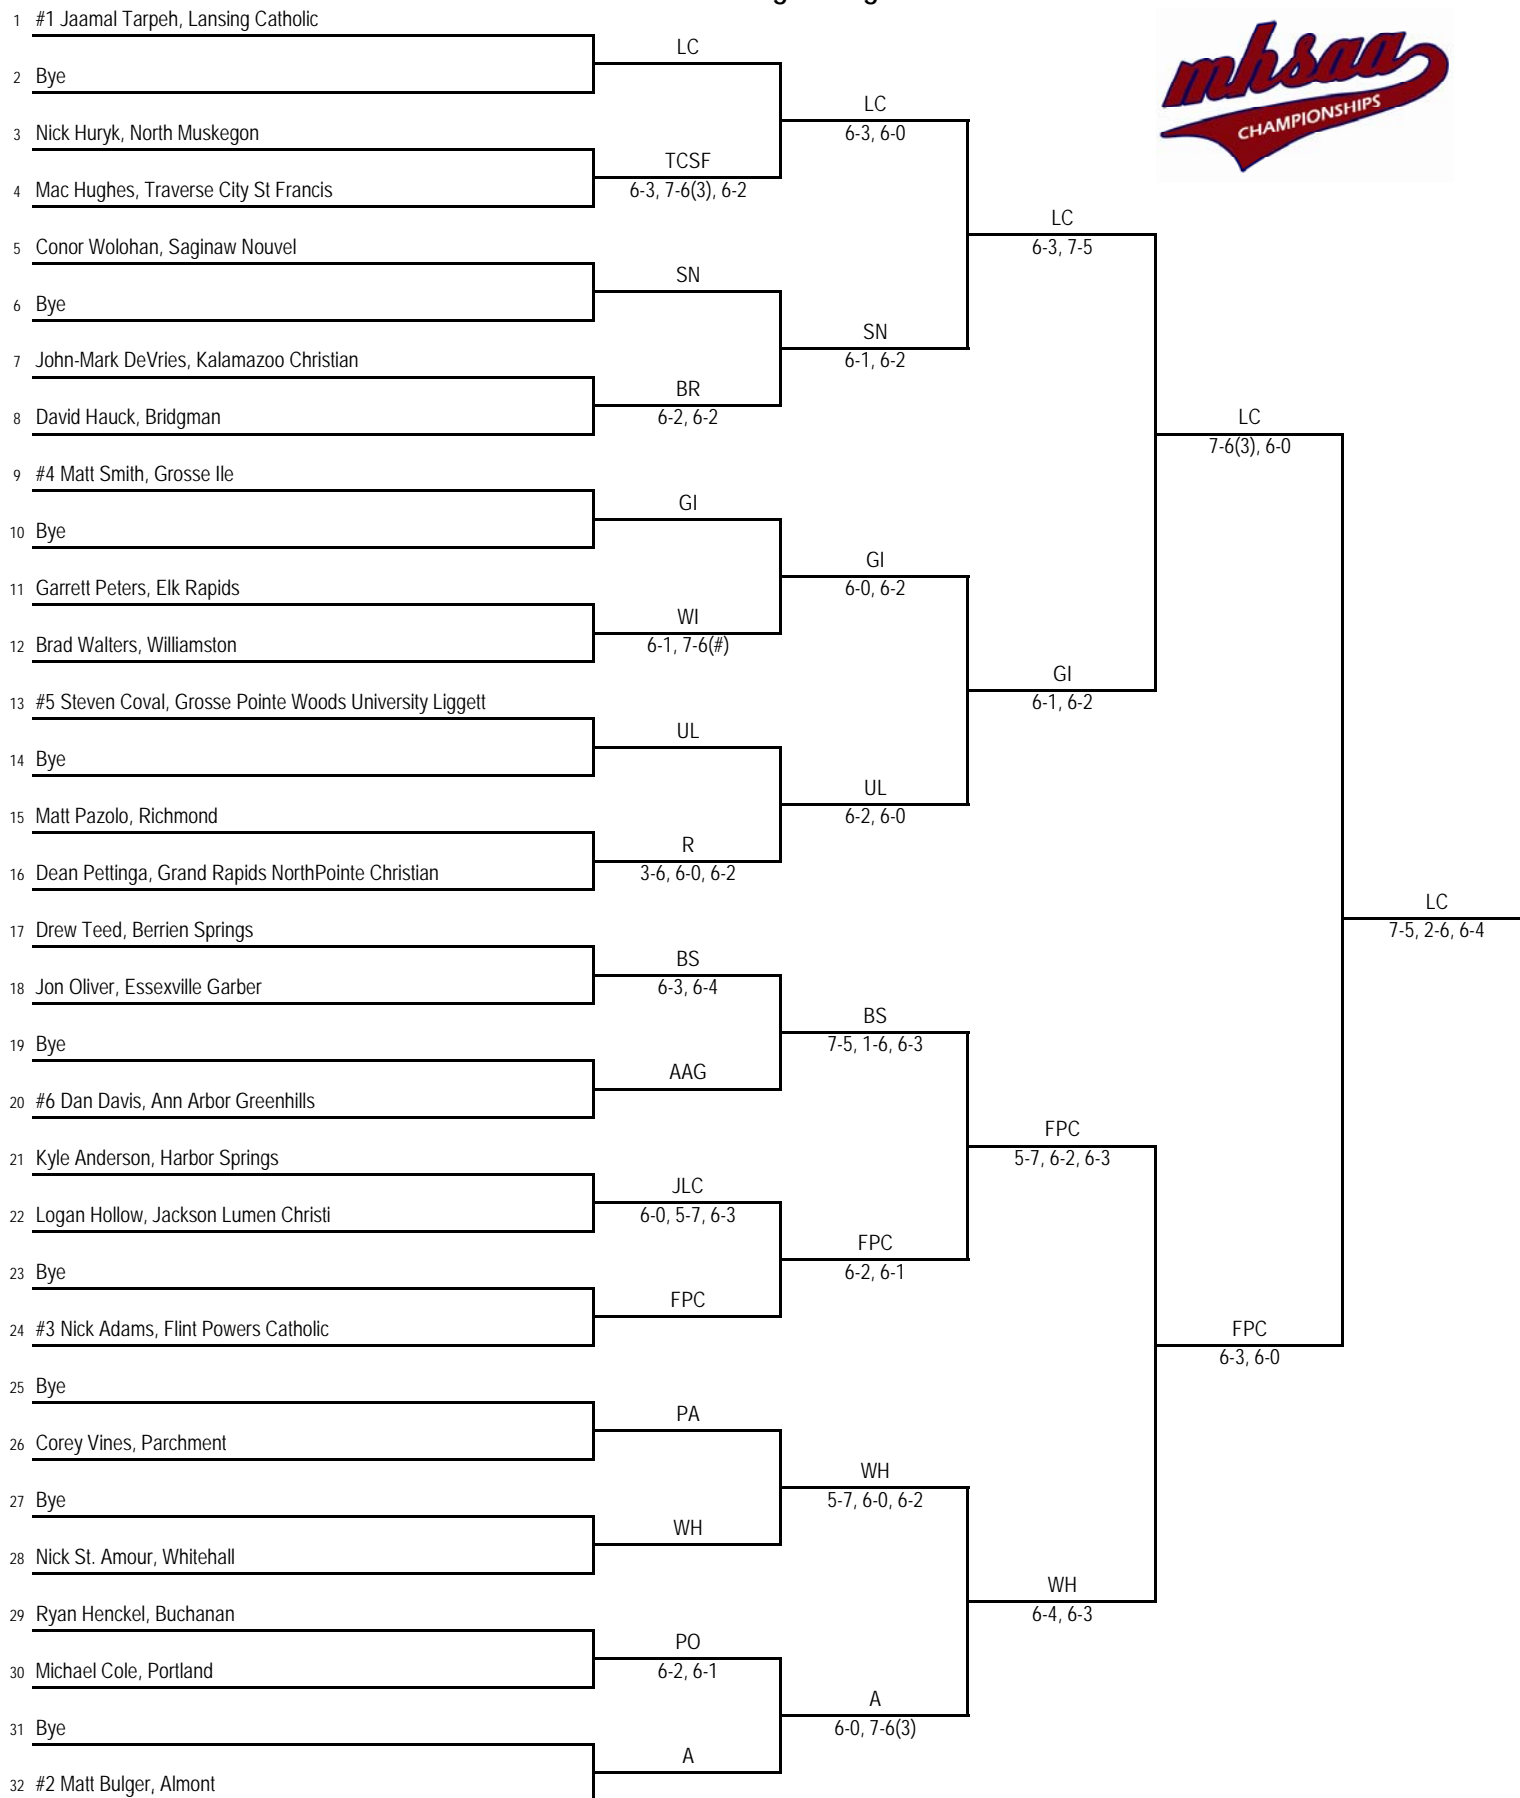 1 #1 Jaamal Tarpeh, Lansing Catholic
LC
2 Bye
LC
6-3, 6-0
3 Nick Huryk, North Muskegon
TCSF
6-3, 7-6(3), 6-2
4 Mac Hughes, Traverse City St Francis
LC
6-3, 7-5
5 Conor Wolohan, Saginaw Nouvel
SN
6 Bye
SN
6-1, 6-2
7 John-Mark DeVries, Kalamazoo Christian
BR
6-2, 6-2
8 David Hauck, Bridgman
LC
7-6(3), 6-0
9 #4 Matt Smith, Grosse Ile
GI
10 Bye
GI
6-0, 6-2
11 Garrett Peters, Elk Rapids
WI
6-1, 7-6(#)
12 Brad Walters, Williamston
GI
6-1, 6-2
13 #5 Steven Coval, Grosse Pointe Woods University Liggett
UL
14 Bye
UL
6-2, 6-0
15 Matt Pazolo, Richmond
R
3-6, 6-0, 6-2
16 Dean Pettinga, Grand Rapids NorthPointe Christian
LC
7-5, 2-6, 6-4
17 Drew Teed, Berrien Springs
BS
6-3, 6-4
18 Jon Oliver, Essexville Garber
BS
7-5, 1-6, 6-3
19 Bye
AAG
20 #6 Dan Davis, Ann Arbor Greenhills
FPC
5-7, 6-2, 6-3
21 Kyle Anderson, Harbor Springs
JLC
6-0, 5-7, 6-3
22 Logan Hollow, Jackson Lumen Christi
FPC
6-2, 6-1
23 Bye
FPC
24 #3 Nick Adams, Flint Powers Catholic
FPC
6-3, 6-0
25 Bye
PA
26 Corey Vines, Parchment
WH
5-7, 6-0, 6-2
27 Bye
WH
28 Nick St. Amour, Whitehall
WH
6-4, 6-3
29 Ryan Henckel, Buchanan
PO
6-2, 6-1
30 Michael Cole, Portland
A
6-0, 7-6(3)
31 Bye
A
32 #2 Matt Bulger, Almont
mhsaa
CHAMPIONSHIPS